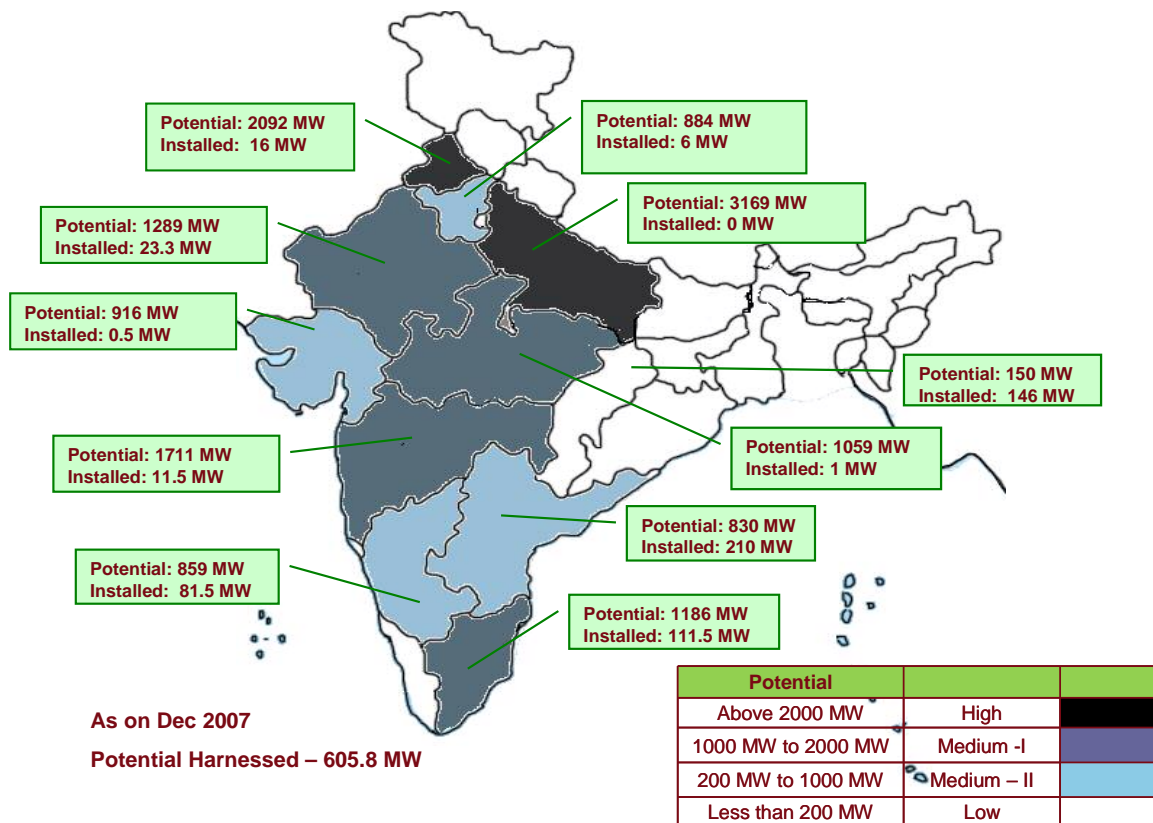 Potential: 2092 MW
Installed: 16 MW
Potential: 884 MW
Installed: 6 MW
Potential: 3169 MW
Installed: 0 MW
Potential: 1289 MW
Installed: 23.3 MW
Potential: 916 MW
Installed: 0.5 MW
Potential: 150 MW
Installed: 146 MW
Potential: 1711 MW
Installed: 11.5 MW
Potential: 1059 MW
Installed: 1 MW
Potential: 830 MW
Installed: 210 MW
Potential: 859 MW
Installed: 81.5 MW
Potential: 1186 MW
Installed: 111.5 MW
As on Dec 2007
Potential Harnessed – 605.8 MW
Potential
Above 2000 MW High
1000 MW to 2000 MW Medium -I
200 MW to 1000 MW Medium – II
Less than 200 MW Low